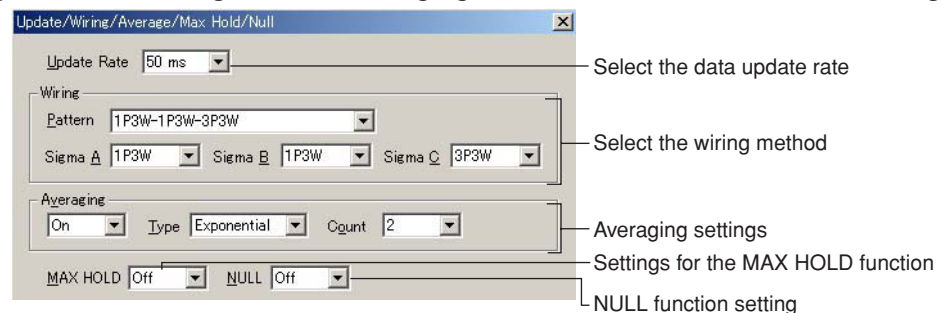 Update/Wiring/Average/Max Hold/Null
Update Rate 50 ms
Select the data update rate
Wiring
Pattern 1P3W-1P3W-3P3W
Select the wiring method
Sigma A 1P3W Sigma B 1P3W Sigma C 3P3W
Averaging
On Type Exponential Count 2
Averaging settings
Settings for the MAX HOLD function
MAX HOLD Off NULL Off
NULL function setting